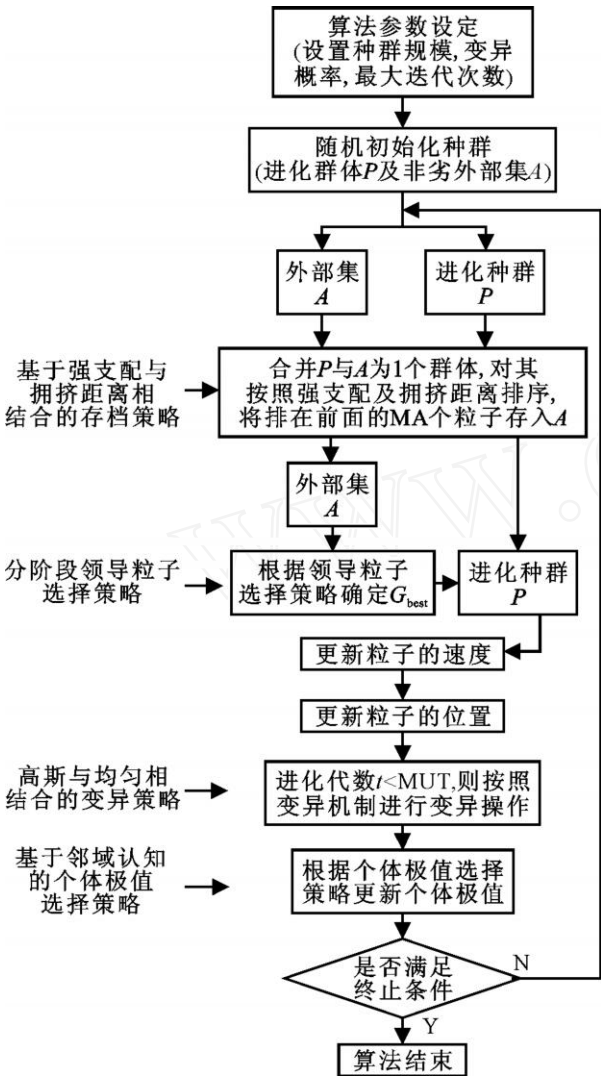 算法参数设定
(设置种群规模,变异
概率,最大迭代次数)
随机初始化种群
(进化群体P及非劣外部集A)
外部集
A
进化种群
P
基于强支配与
拥挤距离相
结合的存档策略
合并P与A为1个群体,对其
按照强支配及拥挤距离排序,
将排在前面的MA个粒子存入A
外部集
A
分阶段领导粒子
选择策略
根据领导粒子
选择策略确定Gbest
进化种群
P
更新粒子的速度
更新粒子的位置
高斯与均匀相
结合的变异策略
进化代数t<MUT,则按照
变异机制进行变异操作
基于邻域认知
的个体极值
选择策略
根据个体极值选择
策略更新个体极值
是否满足
终止条件
N
Y
算法结束
www.